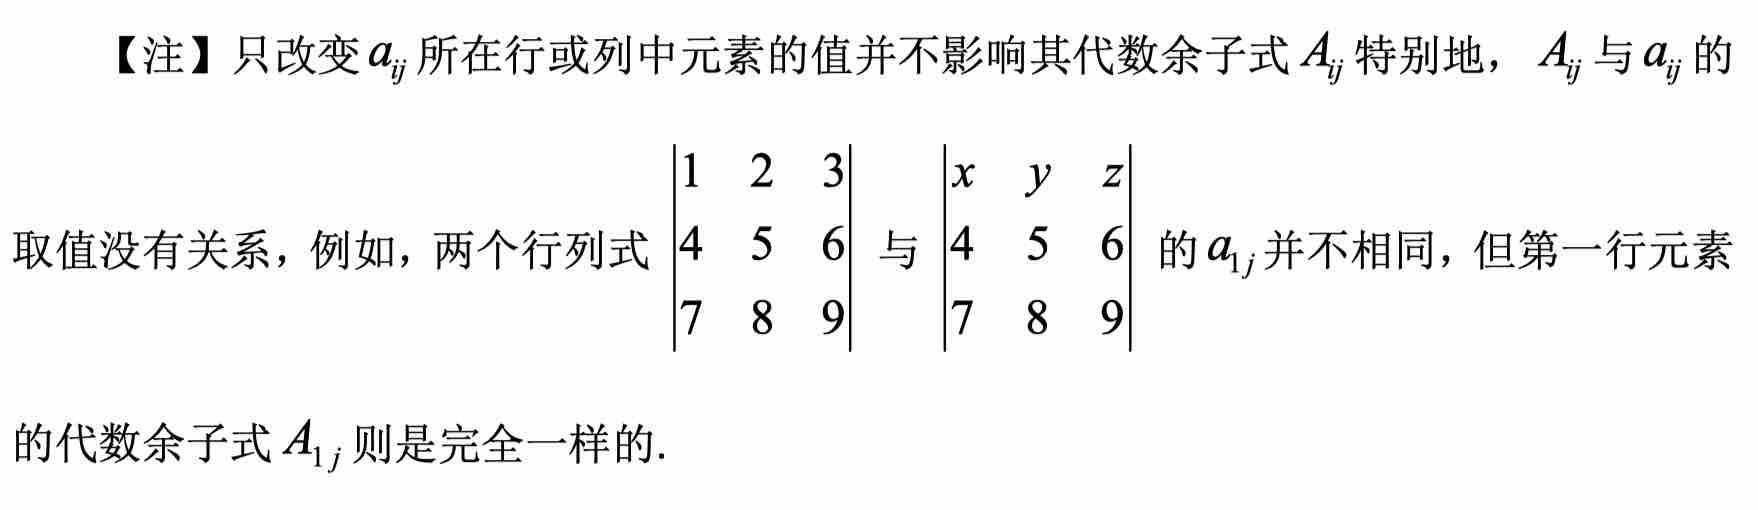 【注】只改变 $a_{ij}$ 所在行或列中元素的值并不影响其代数余子式 $A_{ij}$ 特别地， $A_{ij}$ 与 $a_{ij}$ 的
取值没有关系，例如，两个行列式 $\begin{vmatrix} 1 & 2 & 3 \\ 4 & 5 & 6 \\ 7 & 8 & 9 \end{vmatrix}$ 与 $\begin{vmatrix} x & y & z \\ 4 & 5 & 6 \\ 7 & 8 & 9 \end{vmatrix}$ 的 $a_{1j}$ 并不相同，但第一行元素
的代数余子式 $A_{1j}$ 则是完全一样的.